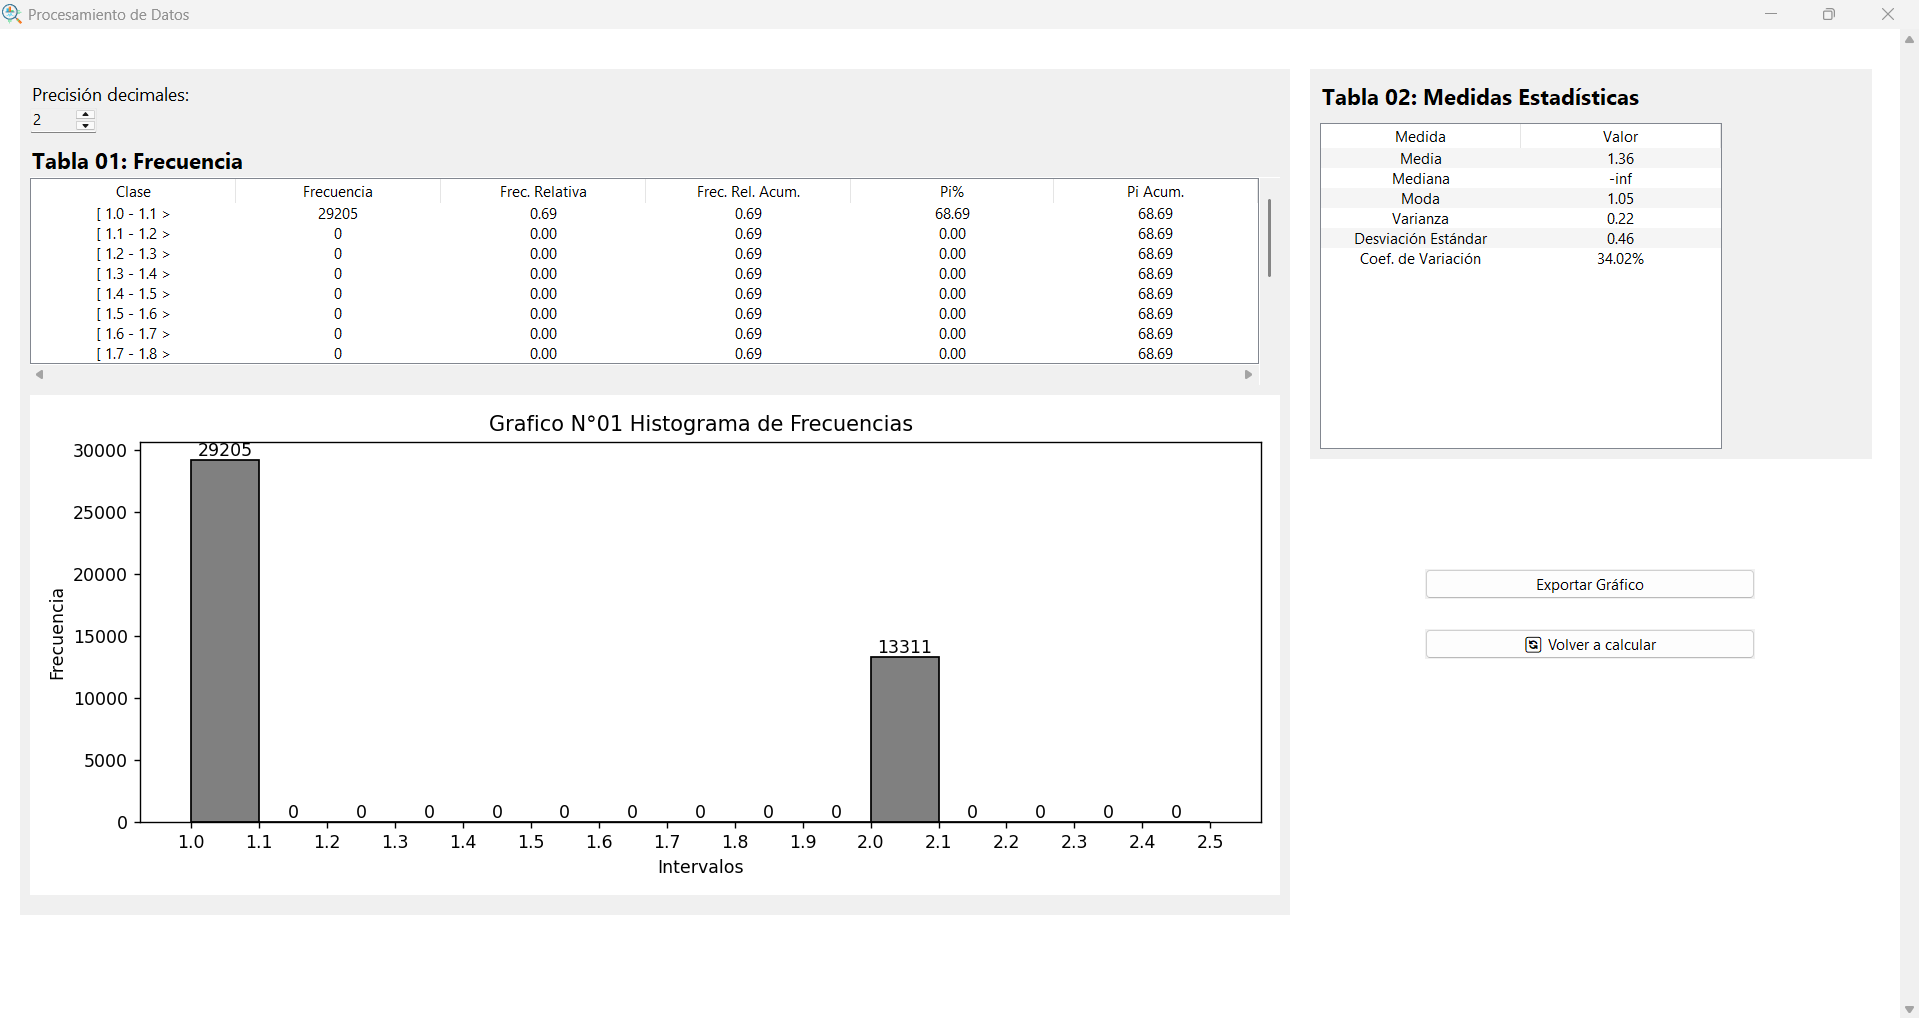 Procesamiento de Datos
Precisión decimales:
2
Tabla 01: Frecuencia
Clase Frecuencia Frec. Relativa Frec. Rel. Acum. Pi% Pi Acum.
[ 1.0 - 1.1 > 29205 0.69 0.69 68.69 68.69
[ 1.1 - 1.2 > 0 0.00 0.69 0.00 68.69
[ 1.2 - 1.3 > 0 0.00 0.69 0.00 68.69
[ 1.3 - 1.4 > 0 0.00 0.69 0.00 68.69
[ 1.4 - 1.5 > 0 0.00 0.69 0.00 68.69
[ 1.5 - 1.6 > 0 0.00 0.69 0.00 68.69
[ 1.6 - 1.7 > 0 0.00 0.69 0.00 68.69
[ 1.7 - 1.8 > 0 0.00 0.69 0.00 68.69
Grafico N°01 Histograma de Frecuencias
Frecuencia
30000
25000
20000
15000
10000
5000
0
29205
0 0 0 0 0 0 0 0 0
13311
0 0 0 0
1.0 1.1 1.2 1.3 1.4 1.5 1.6 1.7 1.8 1.9 2.0 2.1 2.2 2.3 2.4 2.5
Intervalos
Tabla 02: Medidas Estadísticas
Medida Valor
Media 1.36
Mediana -inf
Moda 1.05
Varianza 0.22
Desviación Estándar 0.46
Coef. de Variación 34.02%
Exportar Gráfico
Volver a calcular